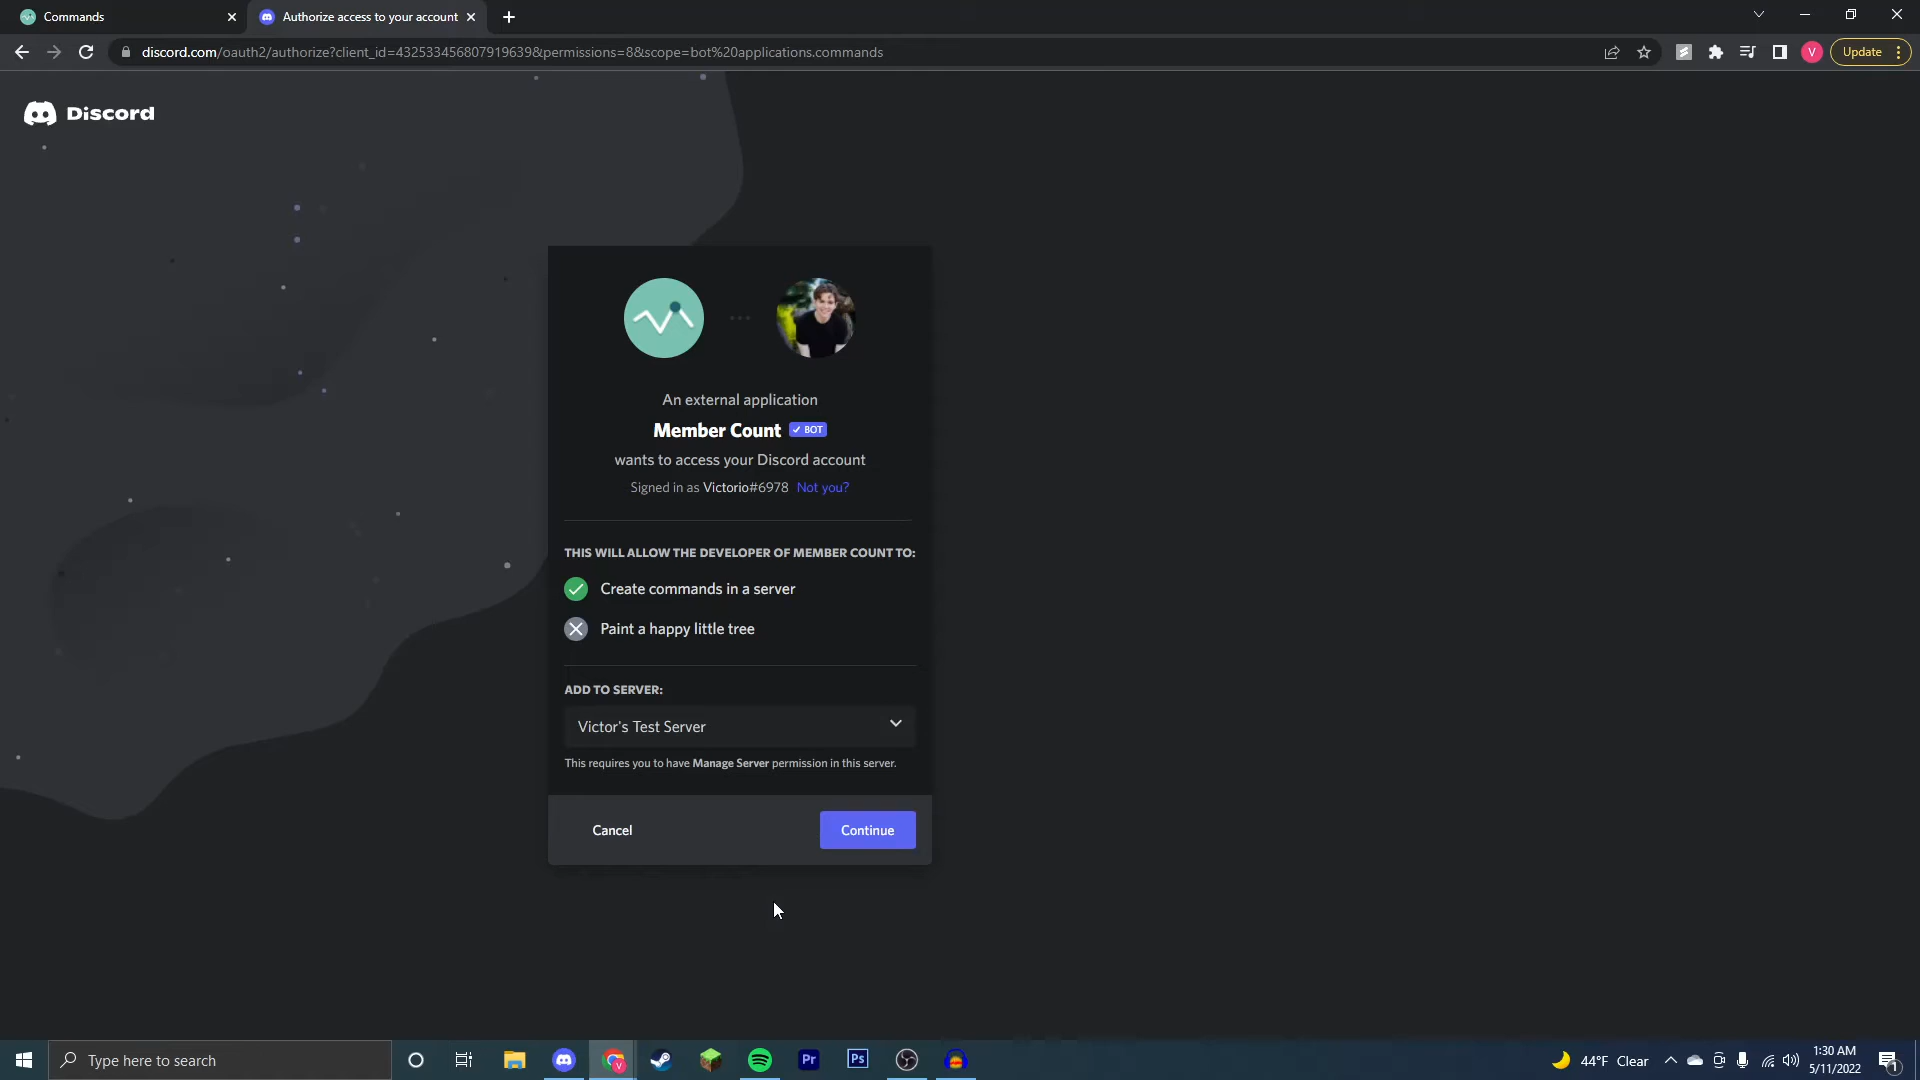 Commands
Authorize access to your account
discord.com/oauth2/authorize?client_id=432533456807919639&permissions=8&scope=bot%20applications.commands
V
Update
Discord
An external application
Member Count BOT
wants to access your Discord account
Signed in as Victorio#6978 Not you?
THIS WILL ALLOW THE DEVELOPER OF MEMBER COUNT TO:
Create commands in a server
Paint a happy little tree
ADD TO SERVER:
Victor's Test Server
This requires you to have Manage Server permission in this server.
Cancel
Continue
Type here to search
V
Pr
Ps
44°F Clear
1:30 AM
5/11/2022
1